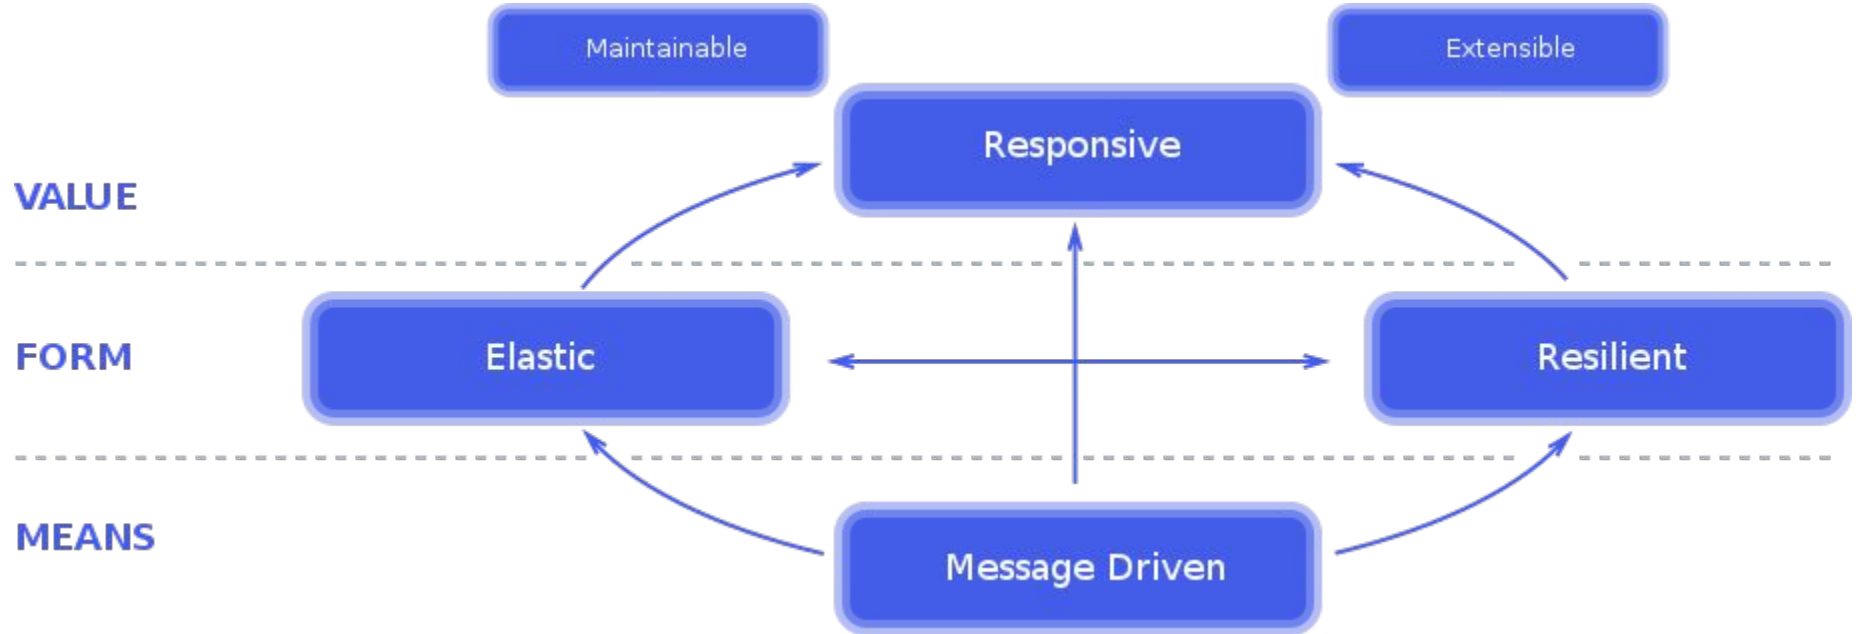 Maintainable
Extensible
Responsive
VALUE
FORM
Elastic
Resilient
MEANS
Message Driven